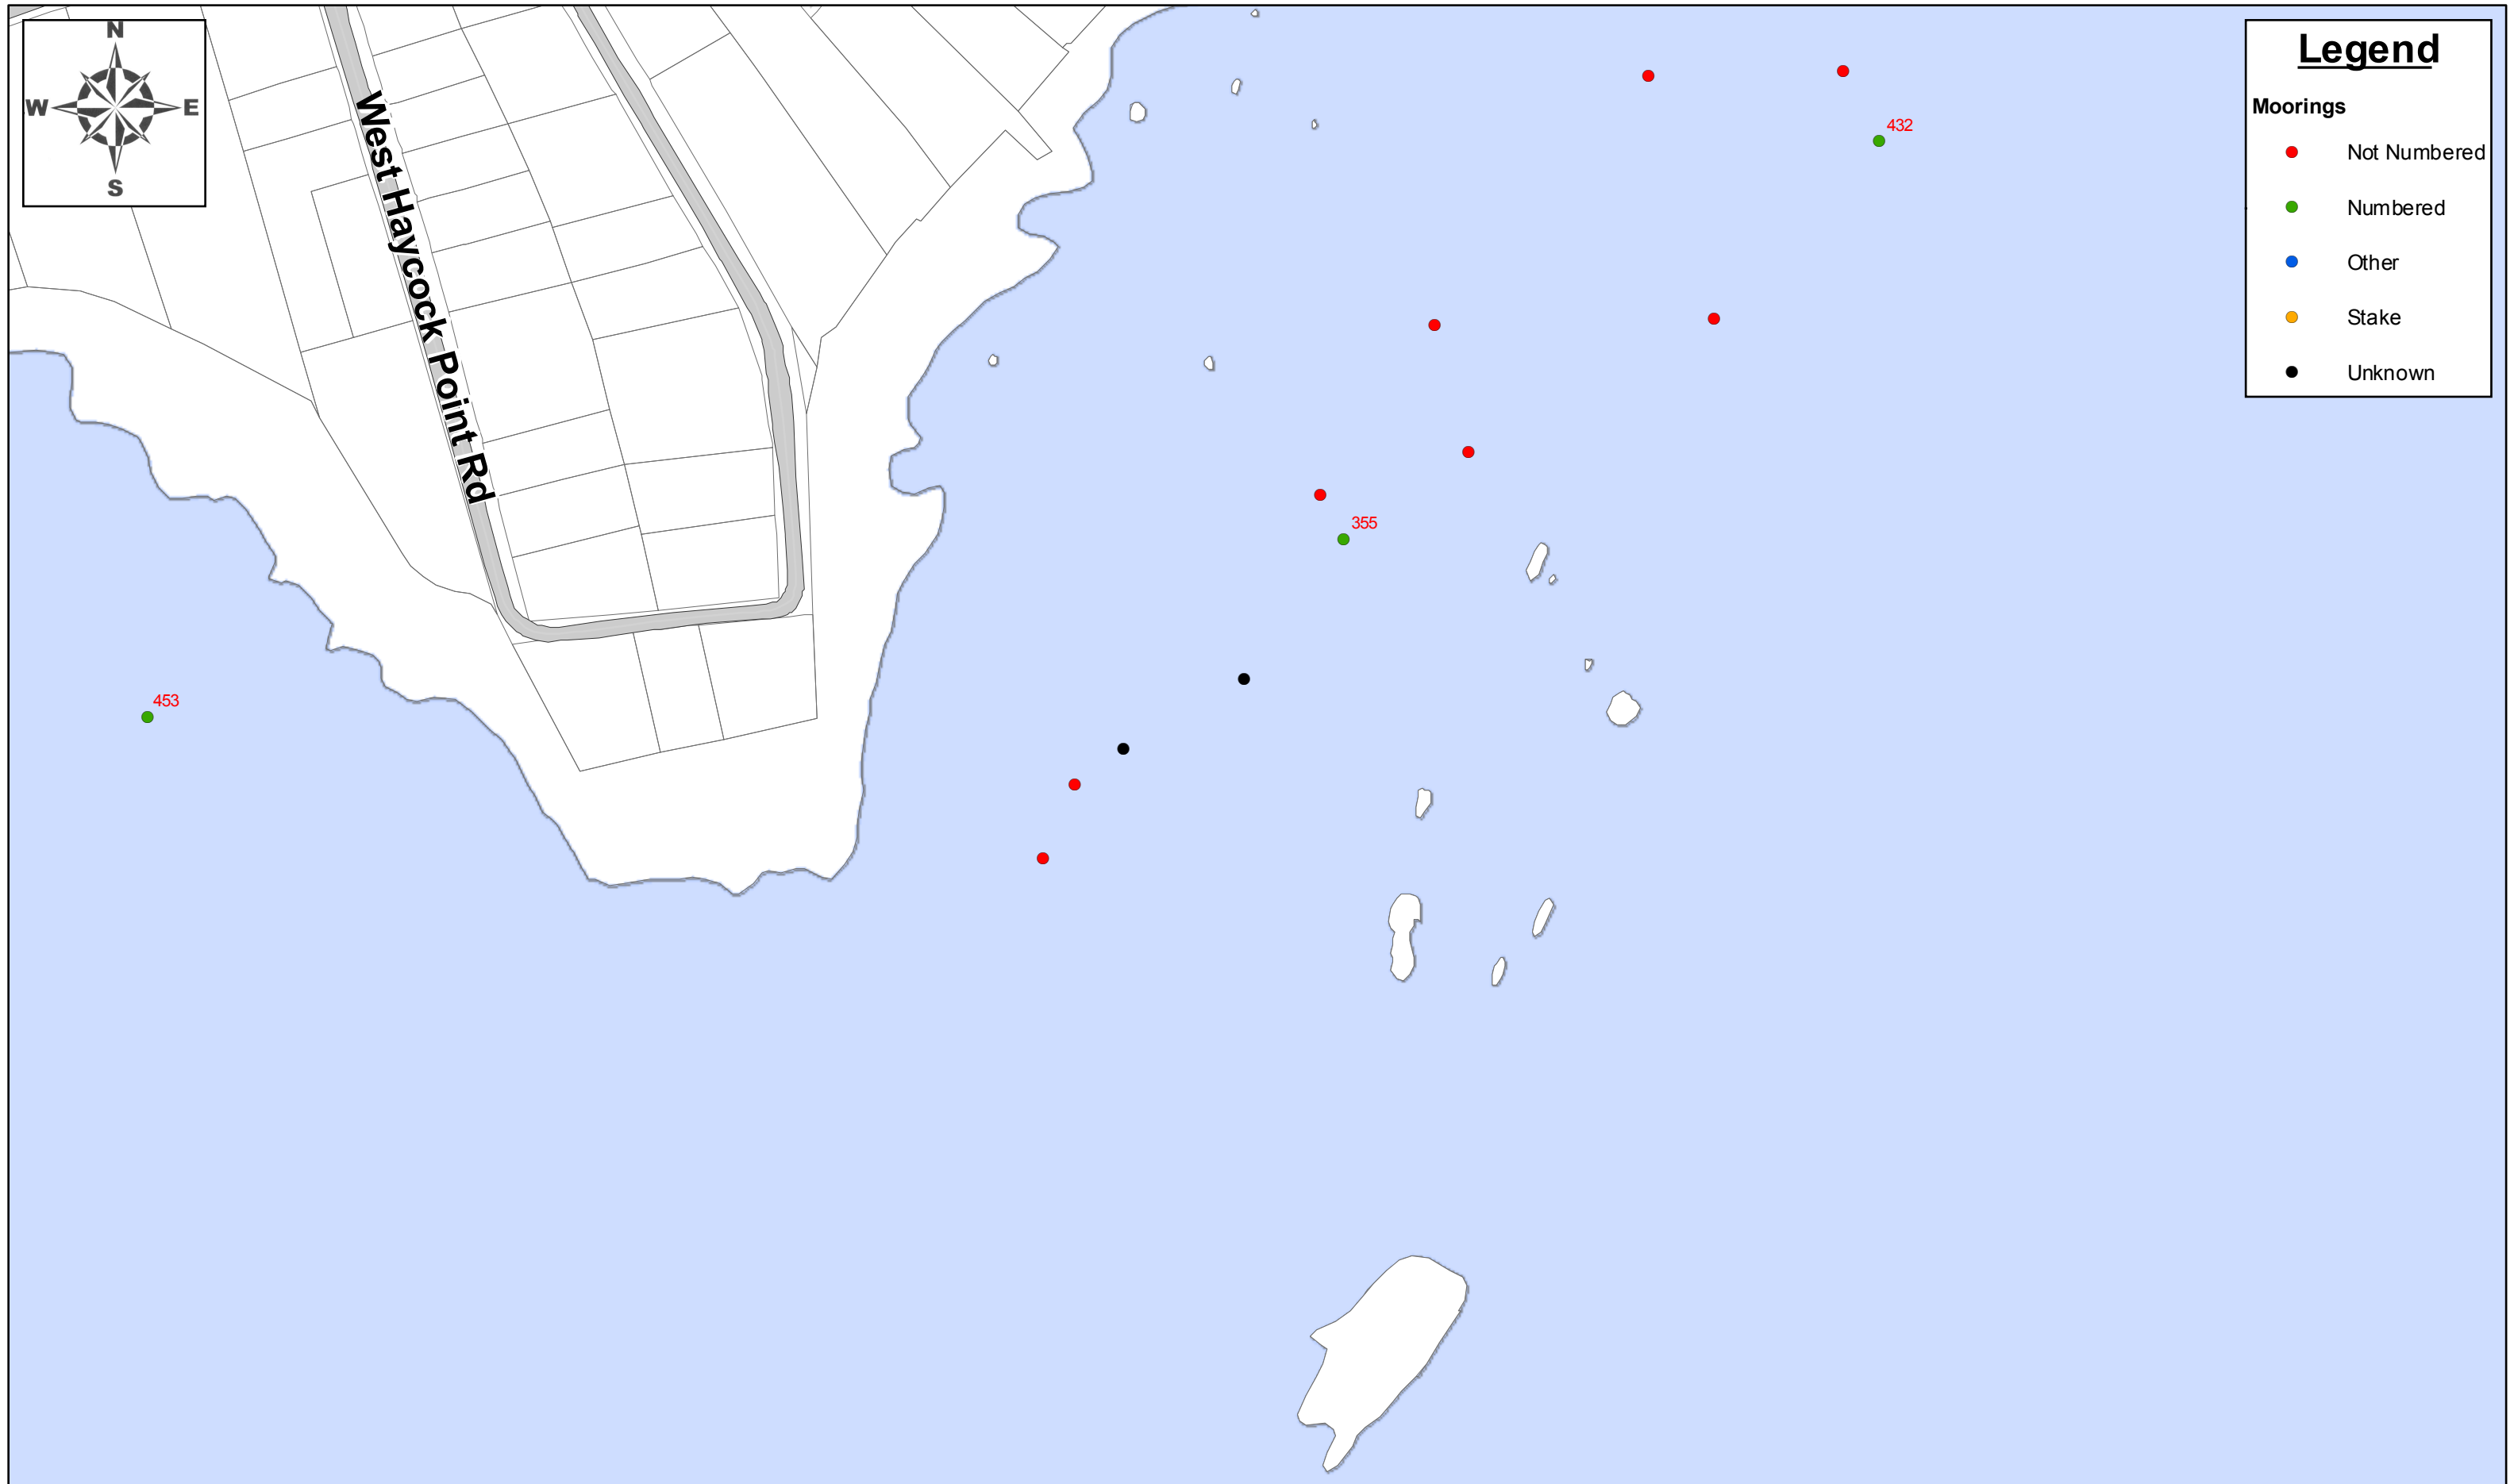 N
W
E
S
West Haycock Point Rd
432
355
453
Legend
Moorings
Not Numbered
Numbered
Other
Stake
Unknown